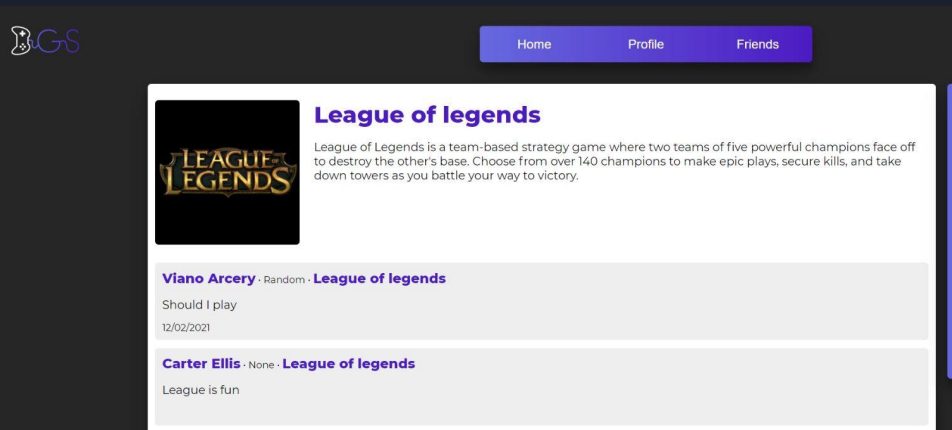 BGS
Home Profile Friends
League of legends
LEAGUE OF
LEGENDS
League of Legends is a team-based strategy game where two teams of five powerful champions face off
to destroy the other's base. Choose from over 140 champions to make epic plays, secure kills, and take
down towers as you battle your way to victory.
Viano Arcery · Random · League of legends
Should I play
12/02/2021
Carter Ellis · None · League of legends
League is fun